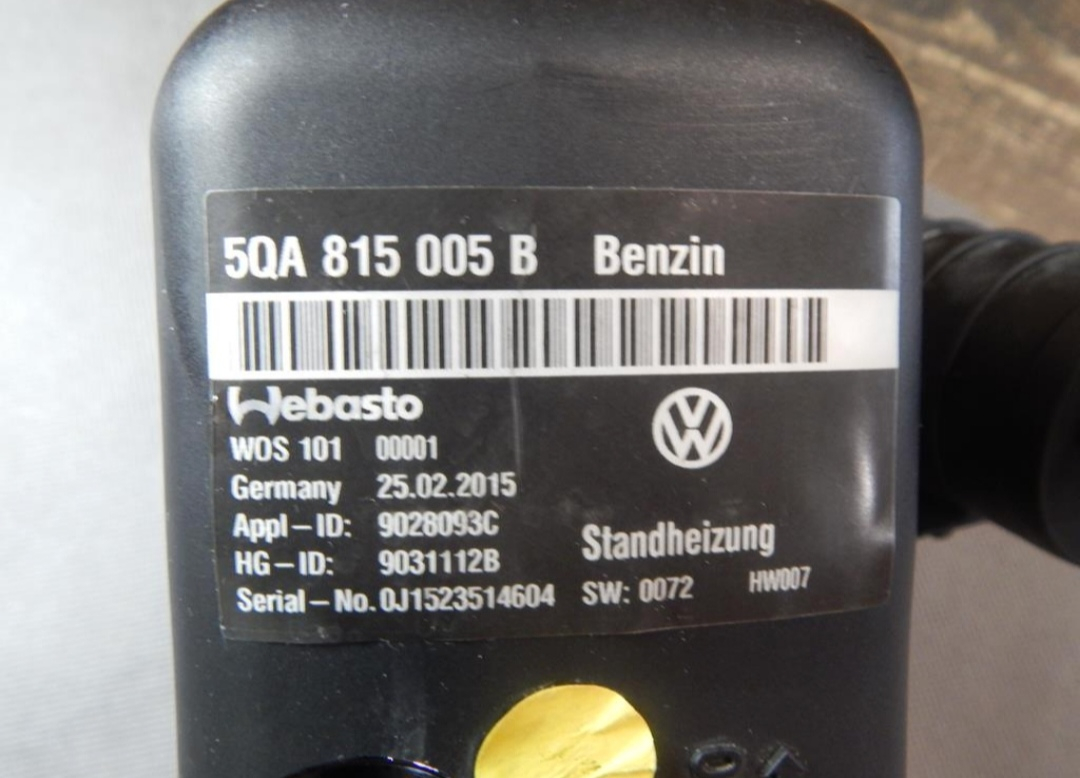 5QA 815 005 B Benzin
Webasto
WOS 101 00001
Germany 25.02.2015
Appl-ID: 9028093C
HG-ID: 9031112B
Serial-No. 0J1523514604
VW
Standheizung
SW: 0072 HW007